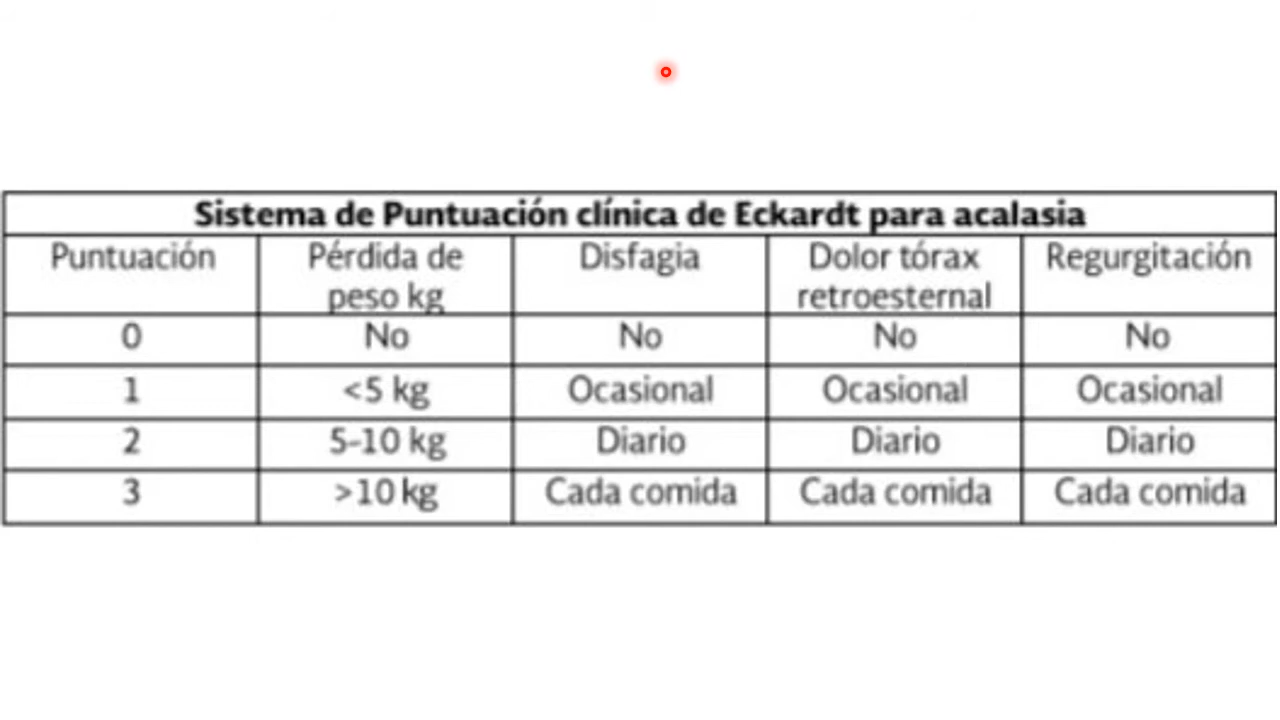 Sistema de Puntuación clínica de Eckardt para acalasia
Puntuación Pérdida de peso kg Disfagia Dolor tórax retroesternal Regurgitación
0 No No No No
1 <5 kg Ocasional Ocasional Ocasional
2 5-10 kg Diario Diario Diario
3 >10 kg Cada comida Cada comida Cada comida